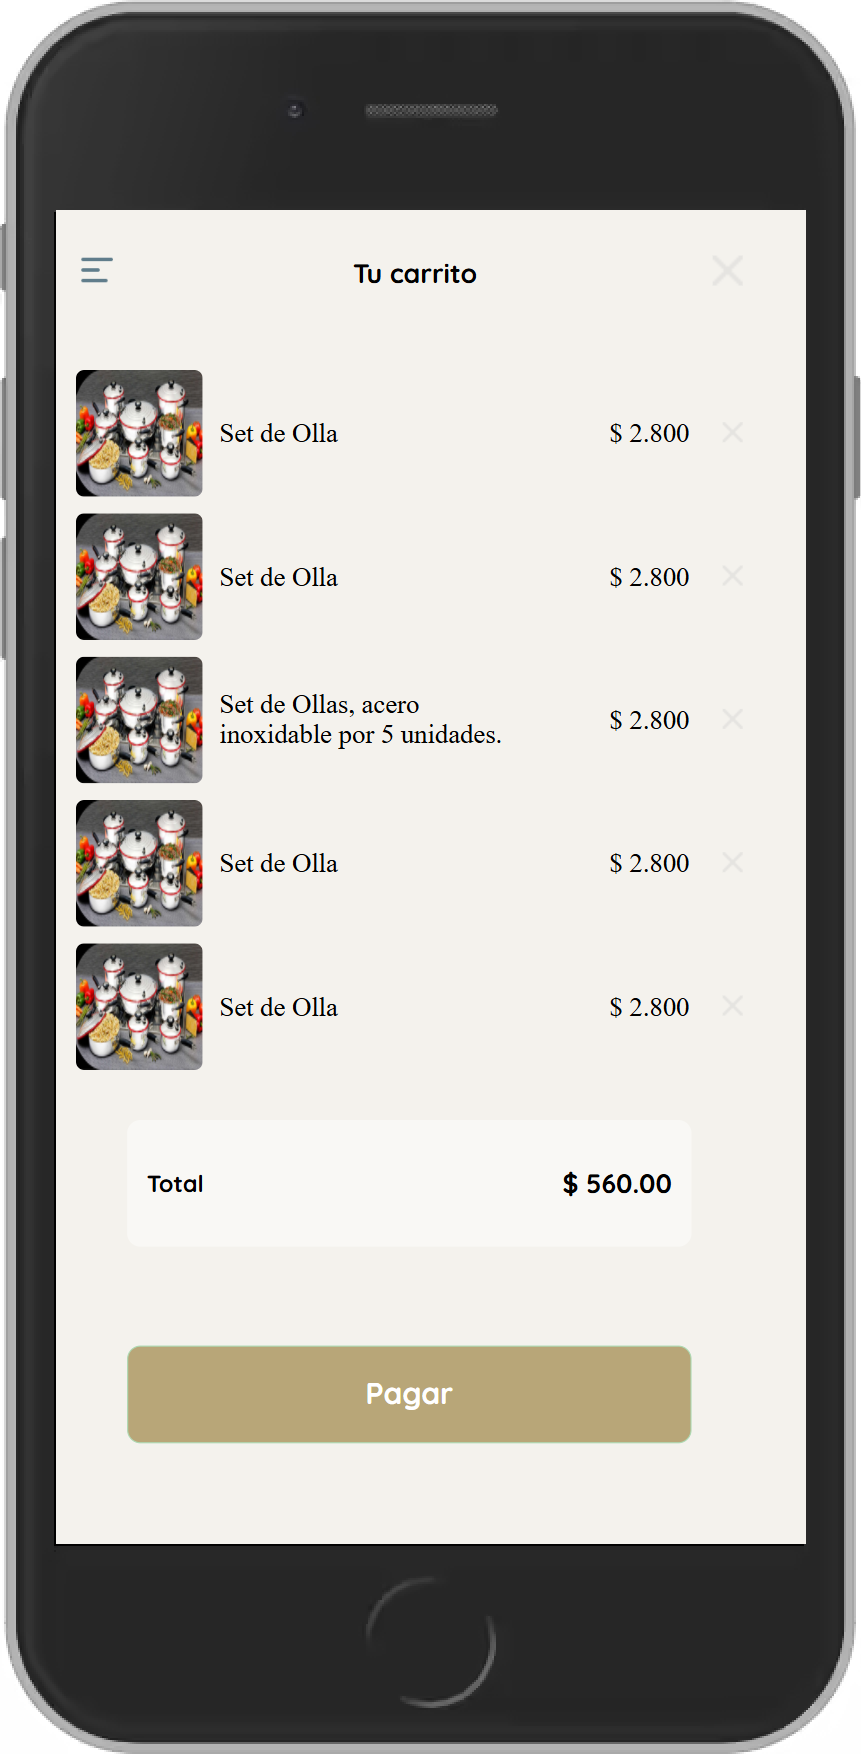 Tu carrito
Set de Olla
$ 2.800
Set de Olla
$ 2.800
Set de Ollas, acero
inoxidable por 5 unidades.
$ 2.800
Set de Olla
$ 2.800
Set de Olla
$ 2.800
Total
$ 560.00
Pagar